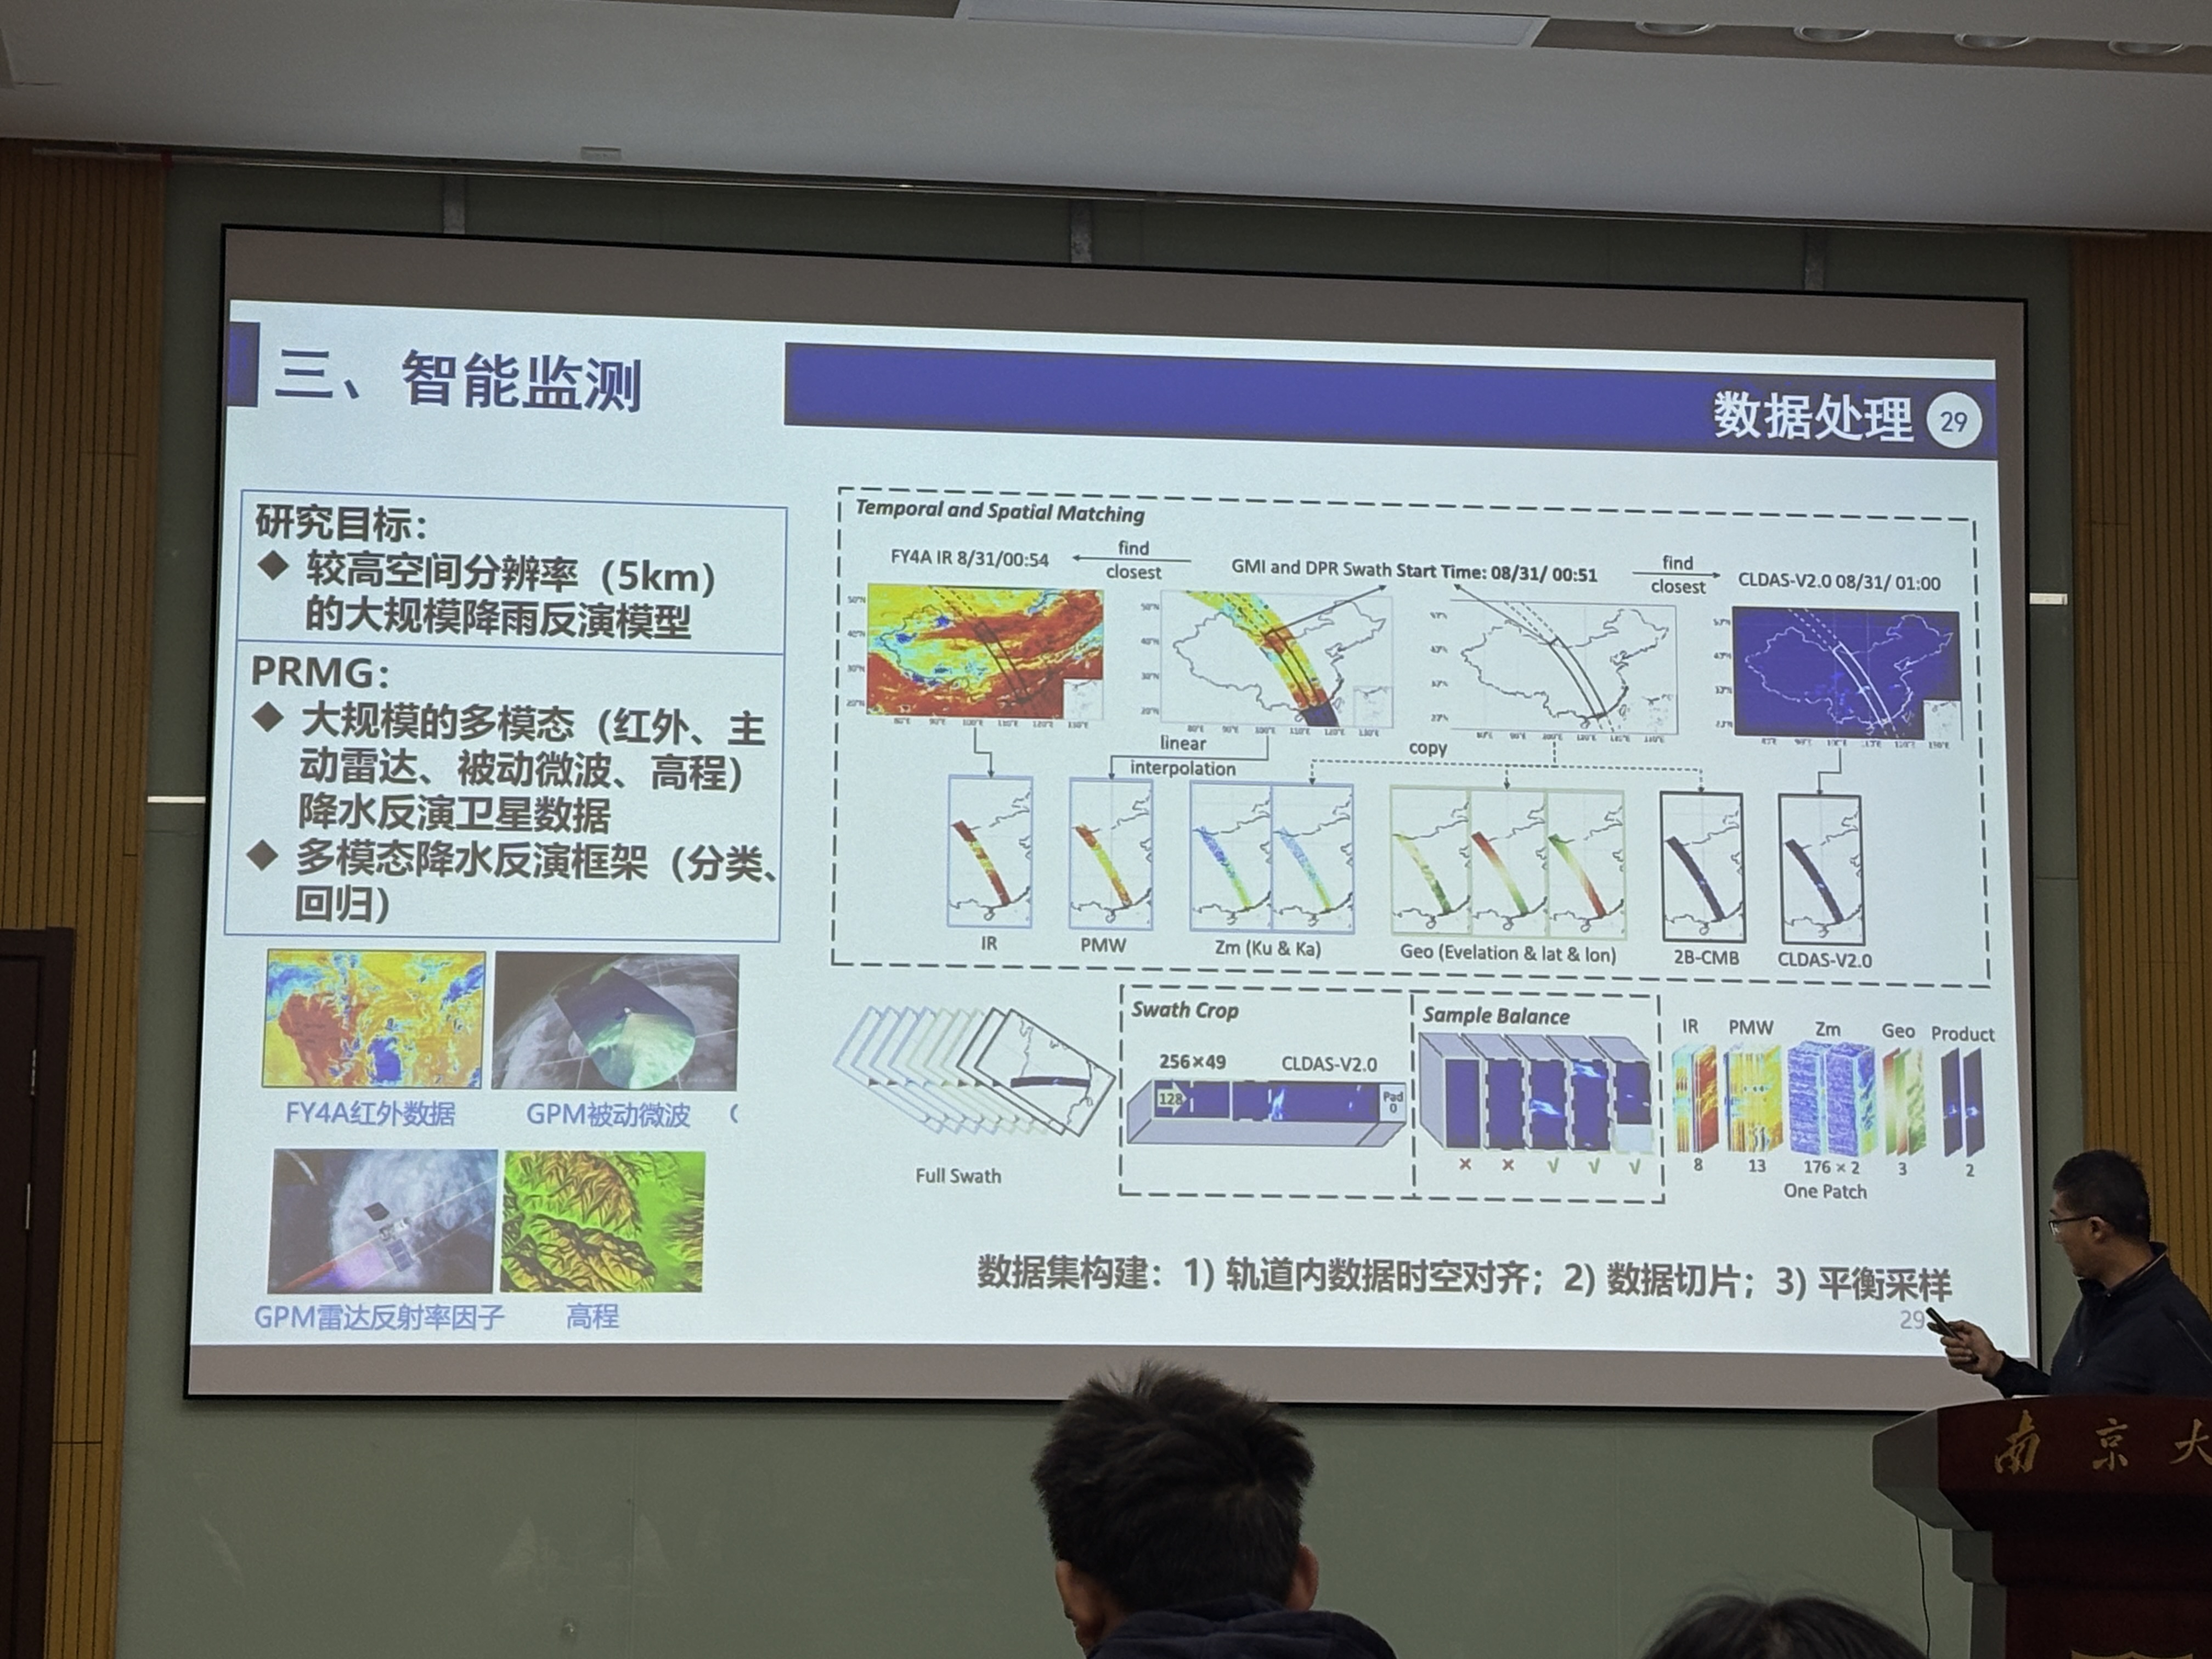 三、智能监测
数据处理 29
研究目标：
◆ 较高空间分辨率（5km）
的大规模降雨反演模型
PRMG：
◆ 大规模的多模态（红外、主
动雷达、被动微波、高程）
降水反演卫星数据
◆ 多模态降水反演框架（分类、
回归）
FY4A红外数据
GPM被动微波
GPM雷达反射率因子
高程
Temporal and Spatial Matching
FY4A IR 8/31/00:54
find
closest
GMI and DPR Swath Start Time: 08/31/ 00:51
find
closest
CLDAS-V2.0 08/31/ 01:00
linear
interpolation
copy
IR
PMW
Zm (Ku & Ka)
Geo (Evelation & lat & lon)
2B-CMB
CLDAS-V2.0
Full Swath
Swath Crop
256×49
CLDAS-V2.0
128
Pad
0
Sample Balance
× × √ √ √
IR PMW Zm Geo Product
8 13 176 × 2 3 2
One Patch
数据集构建：1) 轨道内数据时空对齐；2) 数据切片；3) 平衡采样
29
南京大